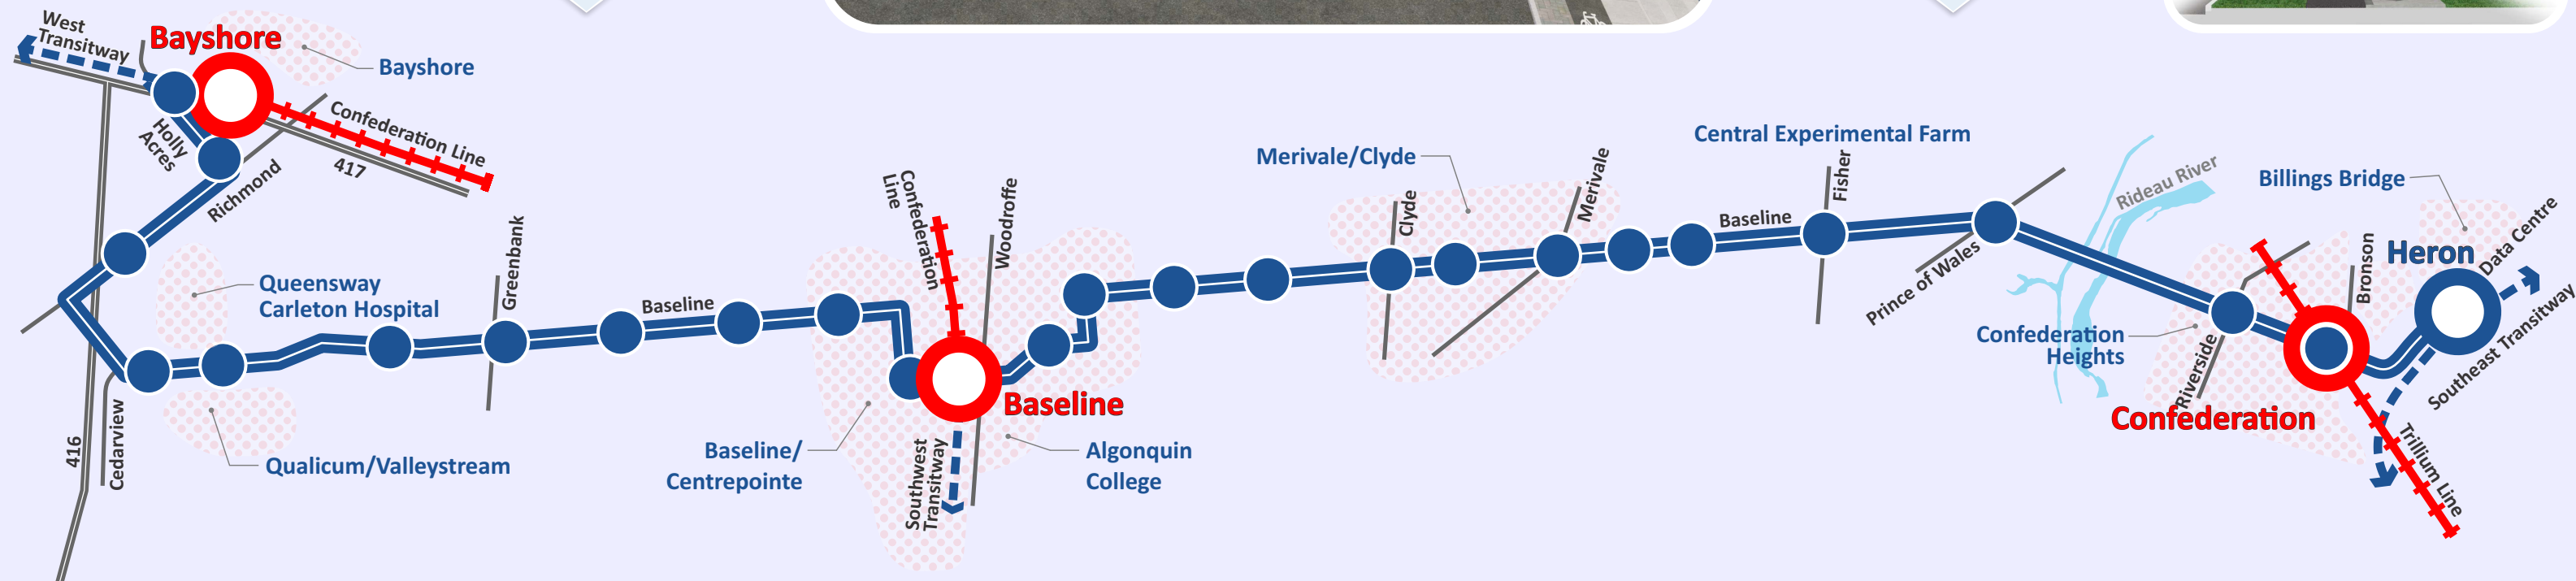 West
Transitway
Bayshore
Bayshore
Confederation Line
417
Holly
Acres
Richmond
416
Cedarview
Queensway
Carleton Hospital
Qualicum/Valleystream
Greenbank
Baseline
Confederation
Line
Woodroffe
Baseline
Baseline/
Centrepointe
Southwest
Transitway
Algonquin
College
Merivale/Clyde
Clyde
Merivale
Baseline
Central Experimental Farm
Fisher
Prince of Wales
Rideau River
Confederation
Heights
Riverside
Confederation
Bronson
Billings Bridge
Heron
Data Centre
Southeast Transitway
Trillium Line